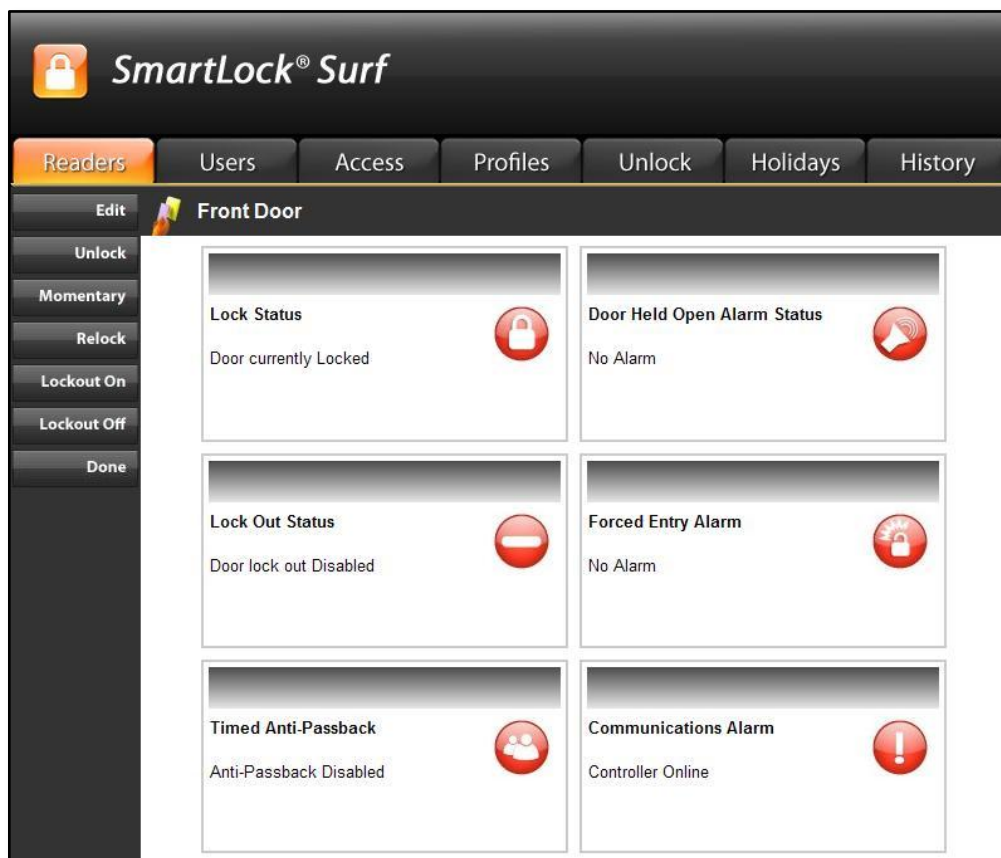 SmartLock® Surf
Readers Users Access Profiles Unlock Holidays History
Edit
Front Door
Unlock
Momentary
Relock
Lockout On
Lockout Off
Done
Lock Status
Door currently Locked
Door Held Open Alarm Status
No Alarm
Lock Out Status
Door lock out Disabled
Forced Entry Alarm
No Alarm
Timed Anti-Passback
Anti-Passback Disabled
Communications Alarm
Controller Online